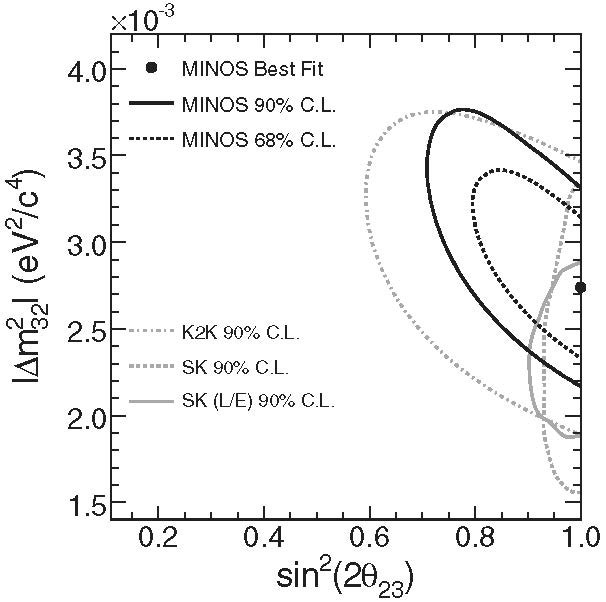 ×10⁻³
4.0
3.5
3.0
2.5
2.0
1.5
|Δm²₃₂| (eV²/c⁴)
MINOS Best Fit
MINOS 90% C.L.
MINOS 68% C.L.
K2K 90% C.L.
SK 90% C.L.
SK (L/E) 90% C.L.
0.2 0.4 0.6 0.8 1.0
sin²(2θ₂₃)